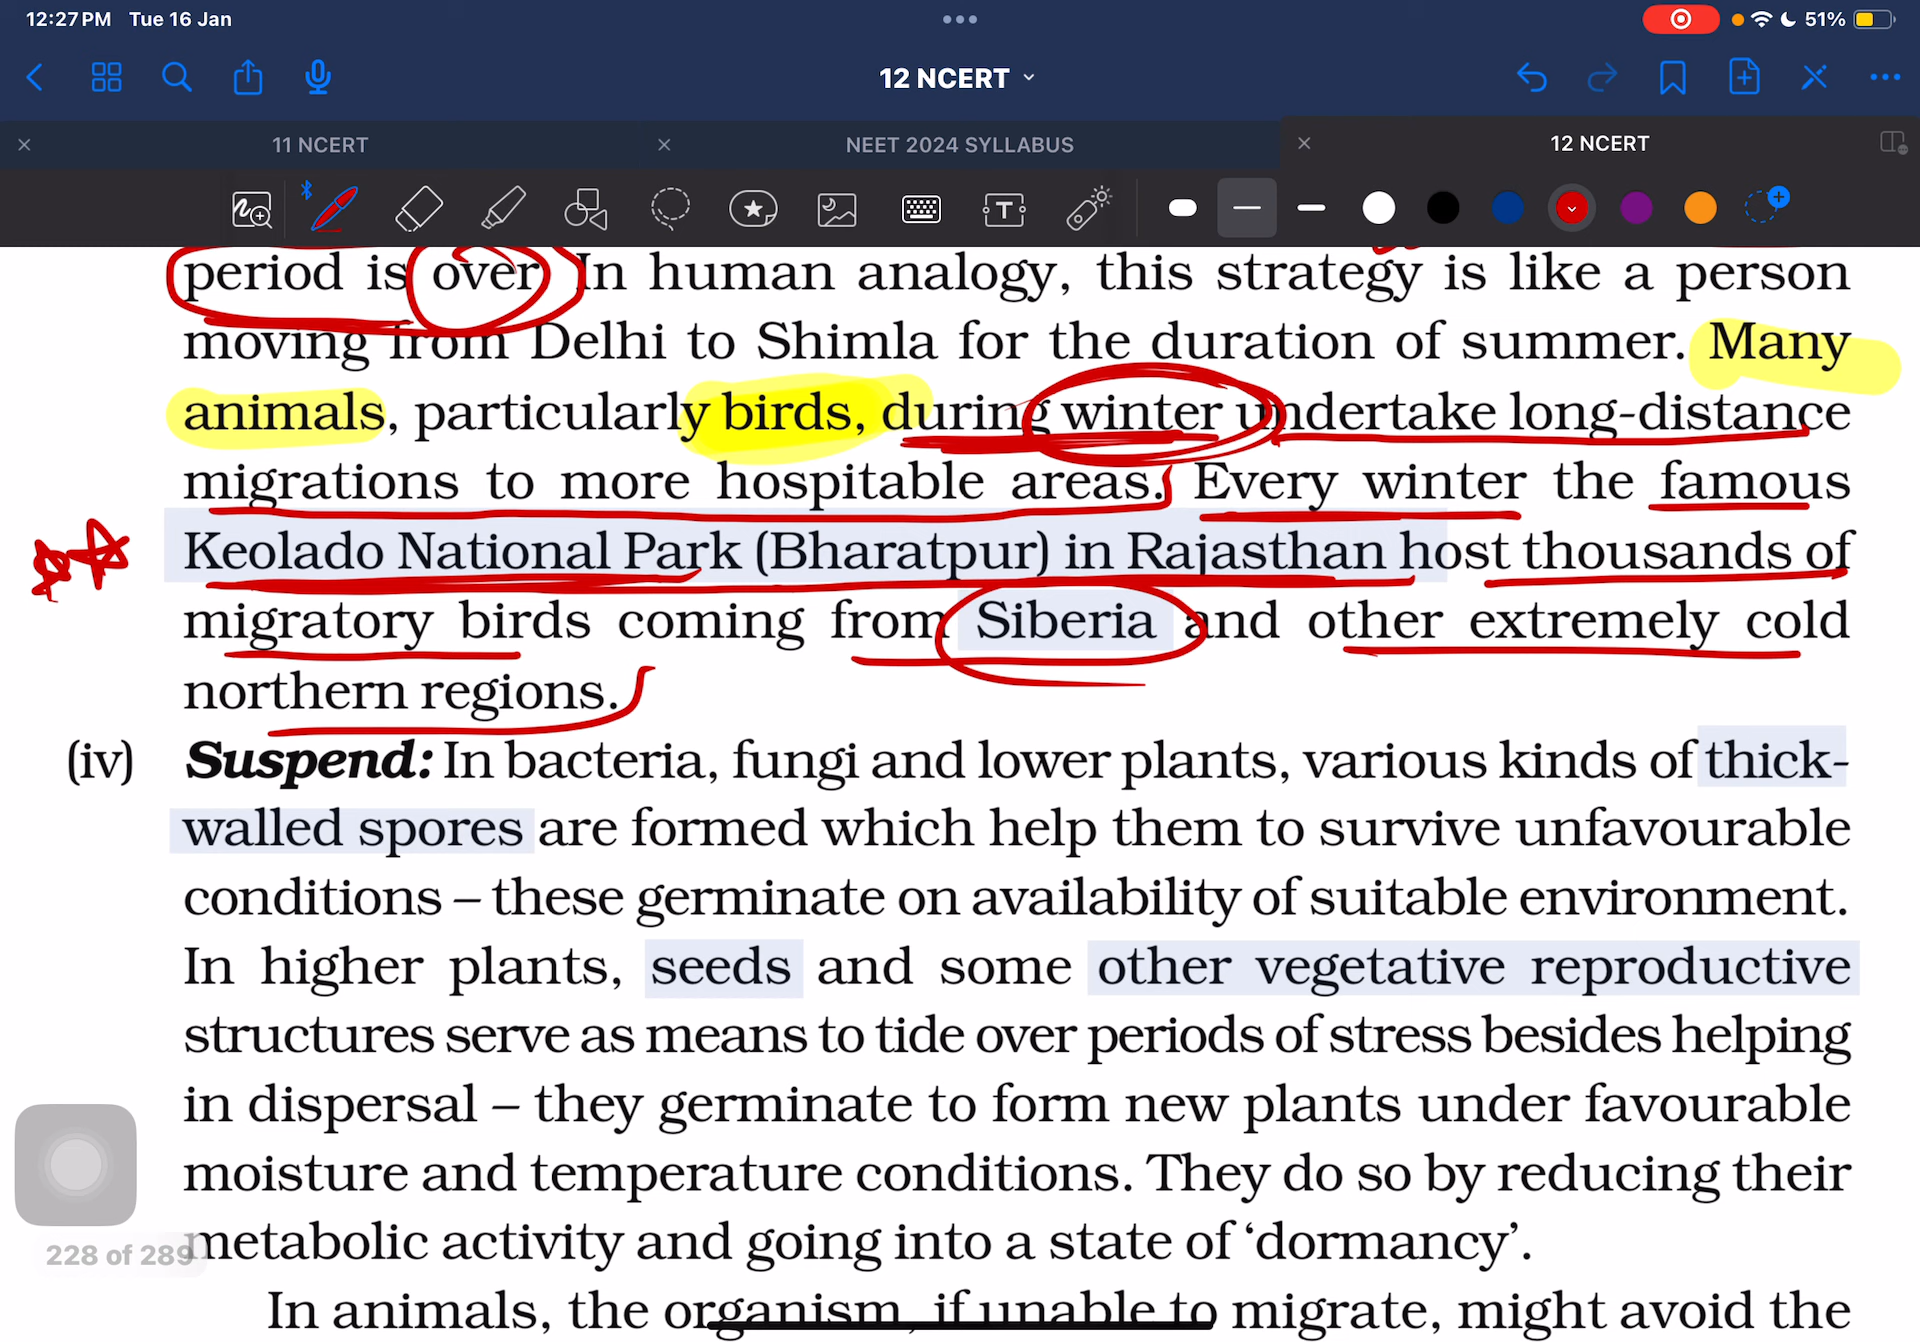 12:27 PM Tue 16 Jan
51%
12 NCERT
11 NCERT
NEET 2024 SYLLABUS
12 NCERT
period is over In human analogy, this strategy is like a person
moving from Delhi to Shimla for the duration of summer. Many
animals, particularly birds, during winter undertake long-distance
migrations to more hospitable areas. Every winter the famous
Keolado National Park (Bharatpur) in Rajasthan host thousands of
migratory birds coming from Siberia and other extremely cold
northern regions.
(iv) Suspend: In bacteria, fungi and lower plants, various kinds of thick-
walled spores are formed which help them to survive unfavourable
conditions – these germinate on availability of suitable environment.
In higher plants, seeds and some other vegetative reproductive
structures serve as means to tide over periods of stress besides helping
in dispersal – they germinate to form new plants under favourable
moisture and temperature conditions. They do so by reducing their
metabolic activity and going into a state of ‘dormancy’.
228 of 289
In animals, the organism, if unable to migrate, might avoid the